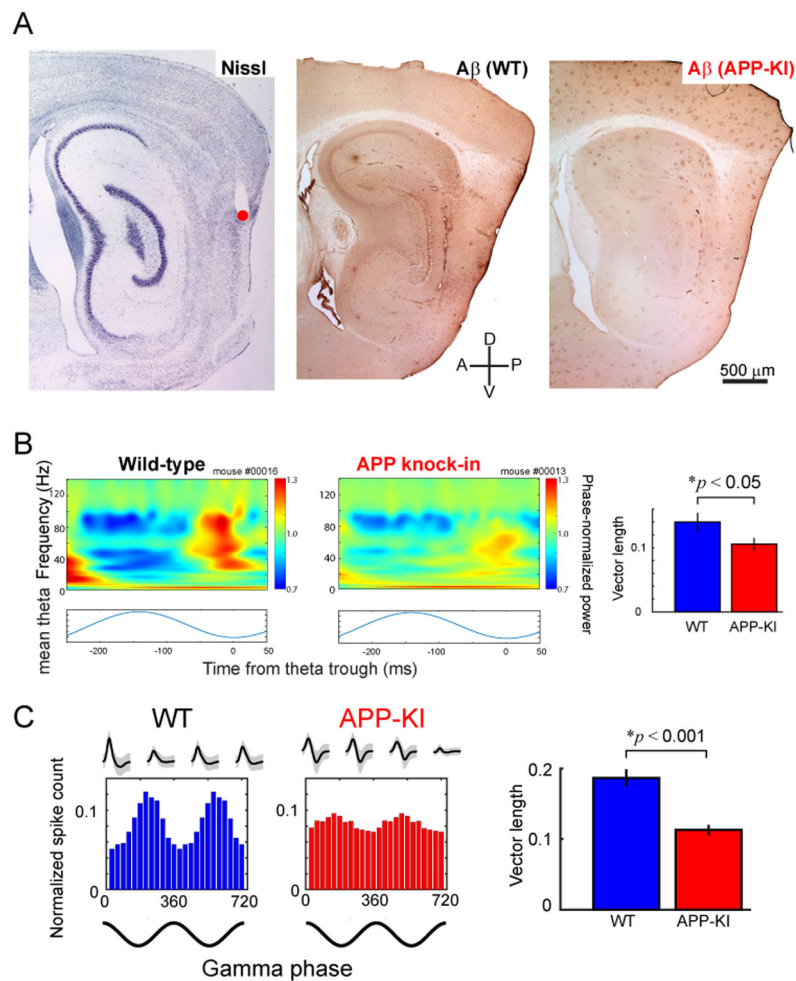 A
Nissl
Aβ (WT)
Aβ (APP-KI)
D
A P
V
500 μm
B
Wild-type
mouse #00016
APP knock-in
mouse #00013
Frequency (Hz)
120
80
40
0
1.3
1.0
0.7
1.3
1.0
0.7
Phase-normalized power
mean theta
-200 -100 0 50
-200 -100 0 50
Time from theta trough (ms)
*p < 0.05
Vector length
0.1
WT APP-KI
C
WT
APP-KI
Normalized spike count
0.1
0
0 360 720
0.1
0
0 360 720
Gamma phase
*p < 0.001
Vector length
0.2
0.1
0
WT APP-KI